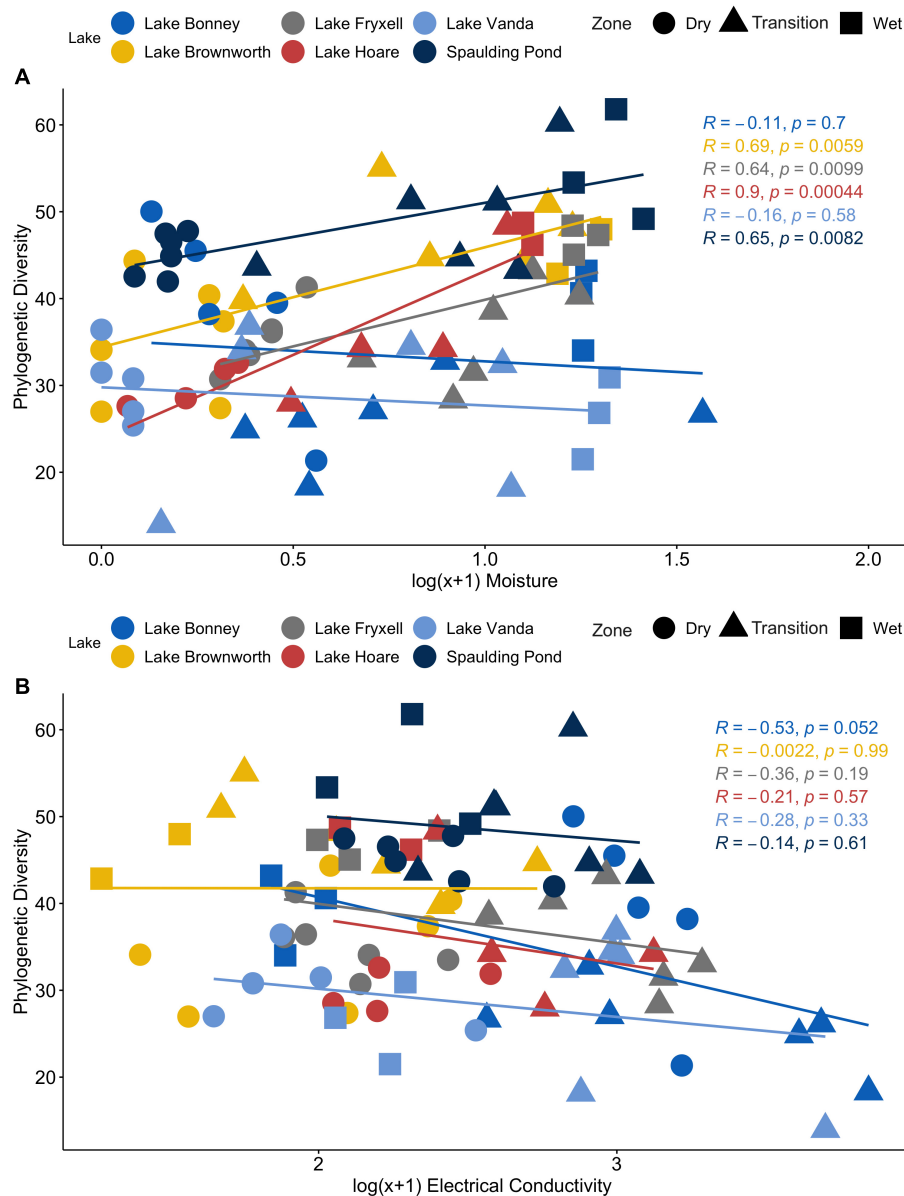 Lake Bonney Lake Fryxell Lake Vanda Zone Dry Transition Wet
Lake
Lake Brownworth Lake Hoare Spaulding Pond
A
60
50
40
30
20
Phylogenetic Diversity
R = −0.11, p = 0.7
R = 0.69, p = 0.0059
R = 0.64, p = 0.0099
R = 0.9, p = 0.00044
R = −0.16, p = 0.58
R = 0.65, p = 0.0082
0.0 0.5 1.0 1.5 2.0
log(x+1) Moisture
Lake Bonney Lake Fryxell Lake Vanda Zone Dry Transition Wet
Lake
Lake Brownworth Lake Hoare Spaulding Pond
B
60
50
40
30
20
Phylogenetic Diversity
R = −0.53, p = 0.052
R = −0.0022, p = 0.99
R = −0.36, p = 0.19
R = −0.21, p = 0.57
R = −0.28, p = 0.33
R = −0.14, p = 0.61
2 3
log(x+1) Electrical Conductivity